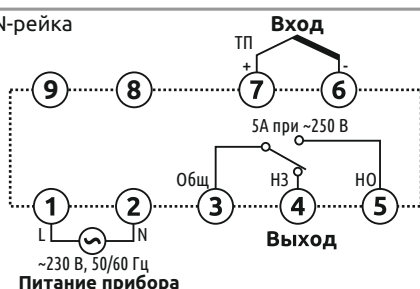 N-рейка
Вход
ТП
+ -
9 8 7 6
5А при ~250 В
Общ НЗ НО
1 2 3 4 5
L N
Выход
~230 В, 50/60 Гц
Питание прибора